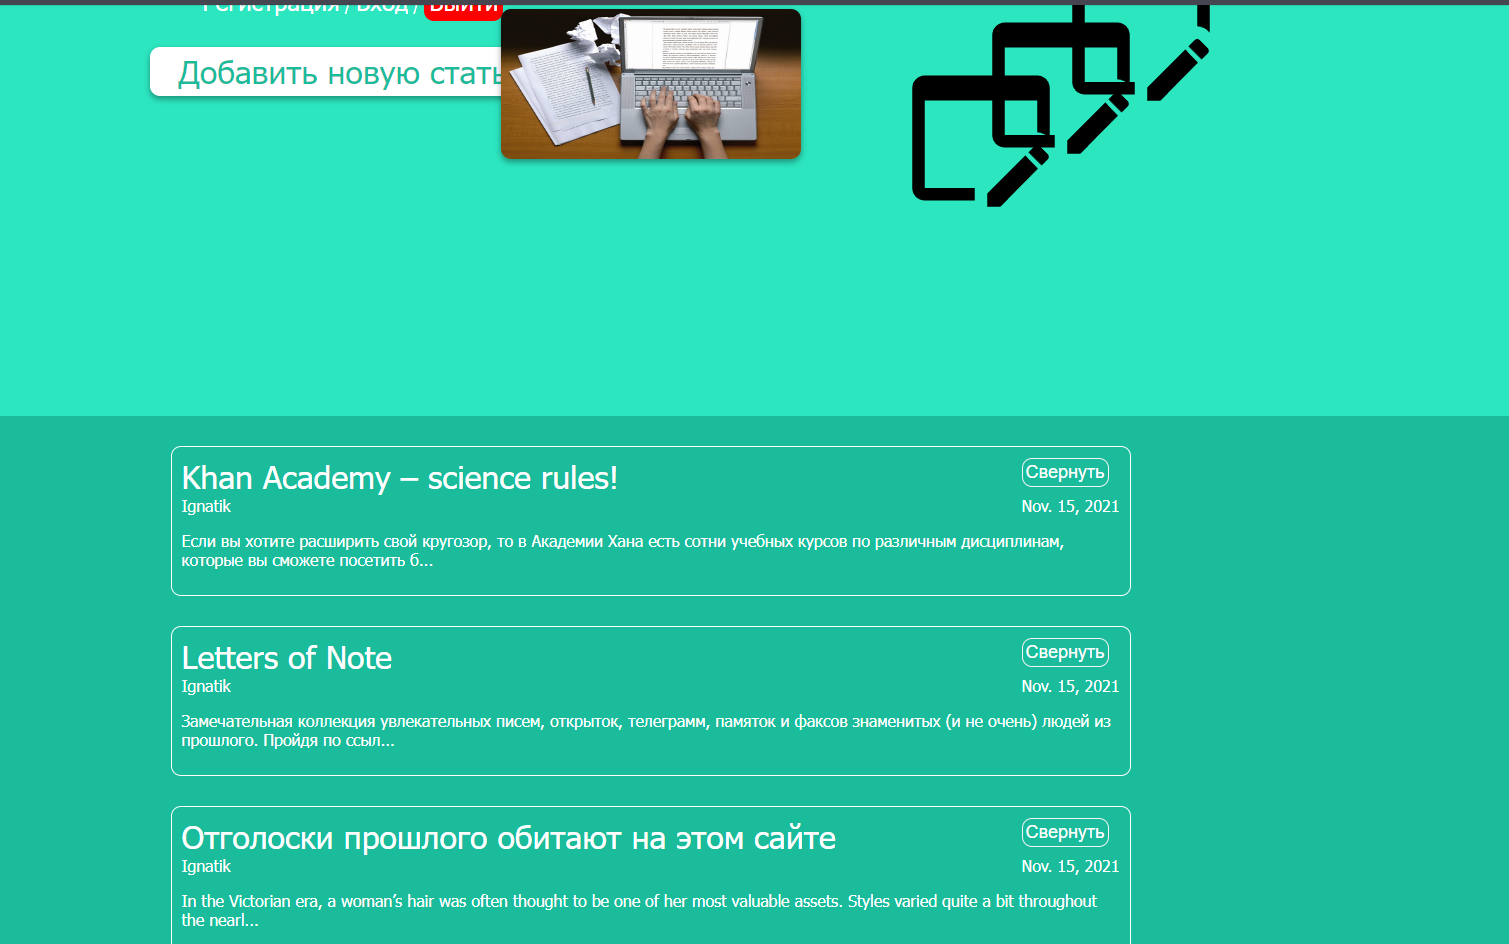 Регистрация / Вход / Выйти
Добавить новую стать
Khan Academy – science rules!
Свернуть
Ignatik
Nov. 15, 2021
Если вы хотите расширить свой кругозор, то в Академии Хана есть сотни учебных курсов по различным дисциплинам,
которые вы сможете посетить б...
Letters of Note
Свернуть
Ignatik
Nov. 15, 2021
Замечательная коллекция увлекательных писем, открыток, телеграмм, памяток и факсов знаменитых (и не очень) людей из
прошлого. Пройдя по ссыл...
Отголоски прошлого обитают на этом сайте
Свернуть
Ignatik
Nov. 15, 2021
In the Victorian era, a woman’s hair was often thought to be one of her most valuable assets. Styles varied quite a bit throughout
the nearl...